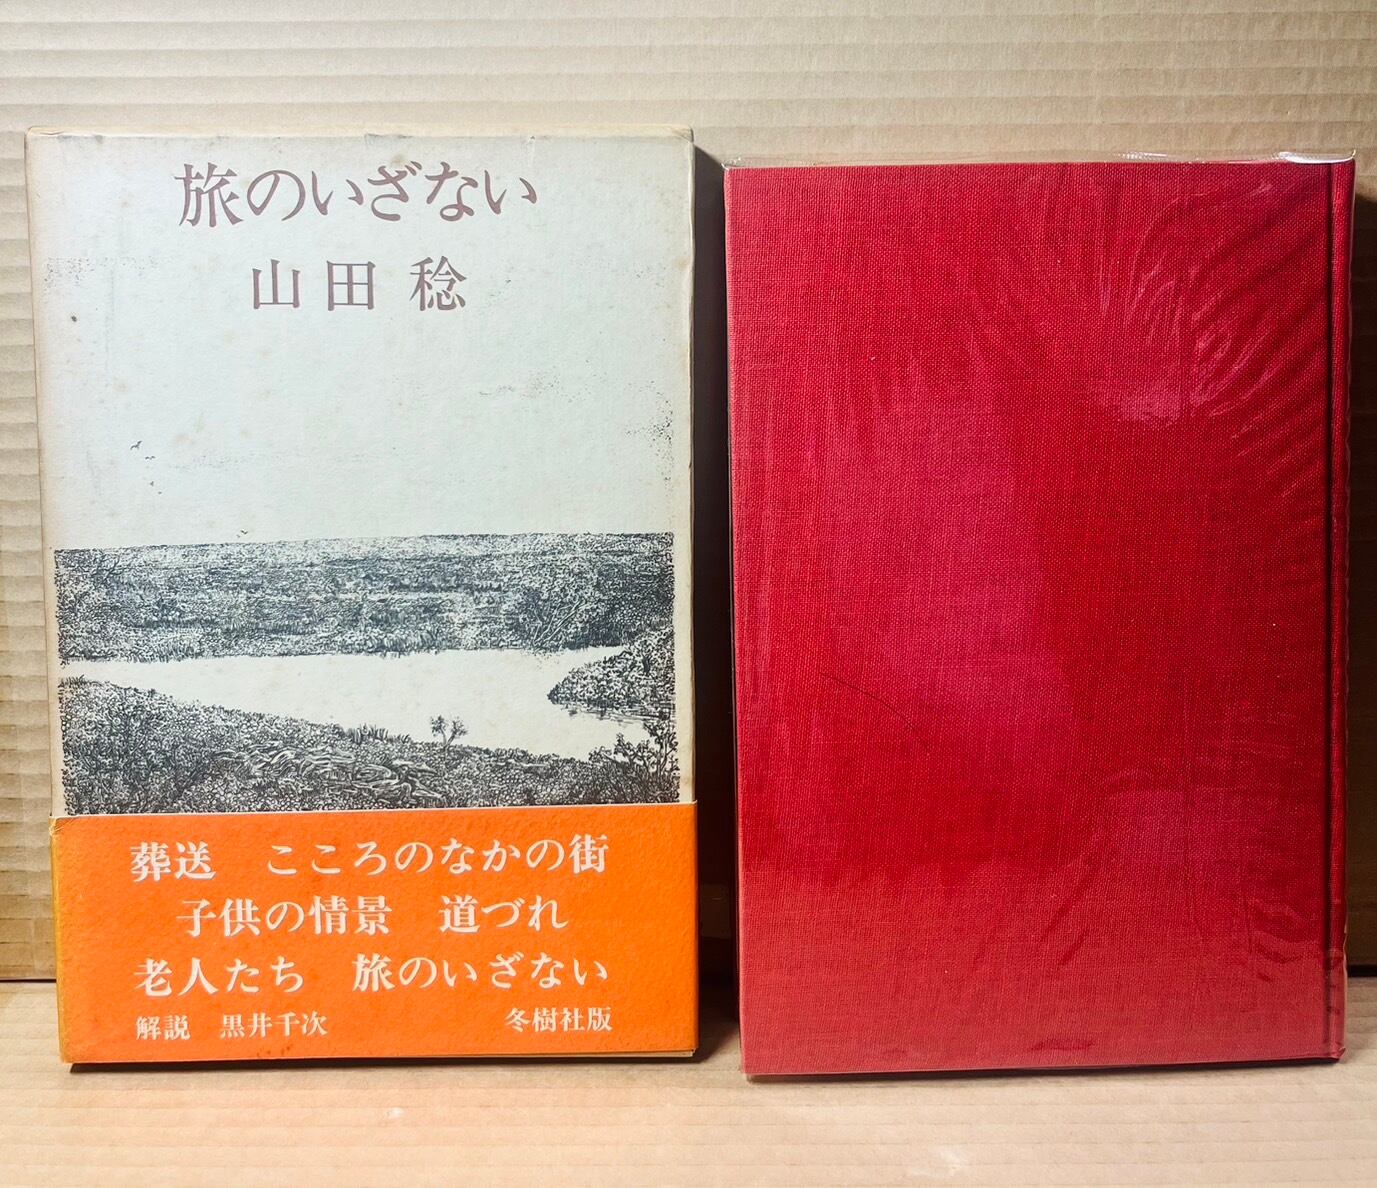 旅のいざない
山田 稔
葬送　こころのなかの街
子供の情景　道づれ
老人たち　旅のいざない
解説　黒井千次　冬樹社版